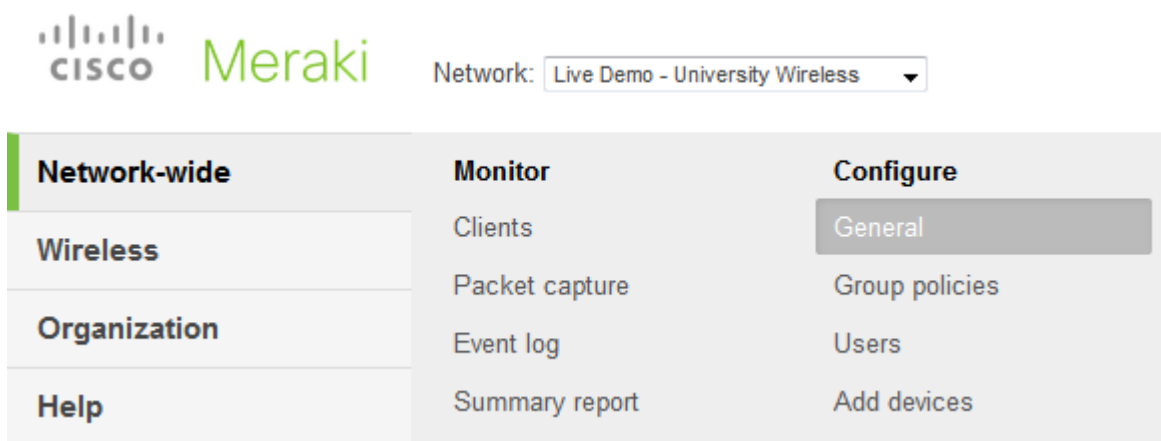 CISCO Meraki Network: Live Demo - University Wireless
Network-wide
Wireless
Organization
Help
Monitor
Clients
Packet capture
Event log
Summary report
Configure
General
Group policies
Users
Add devices